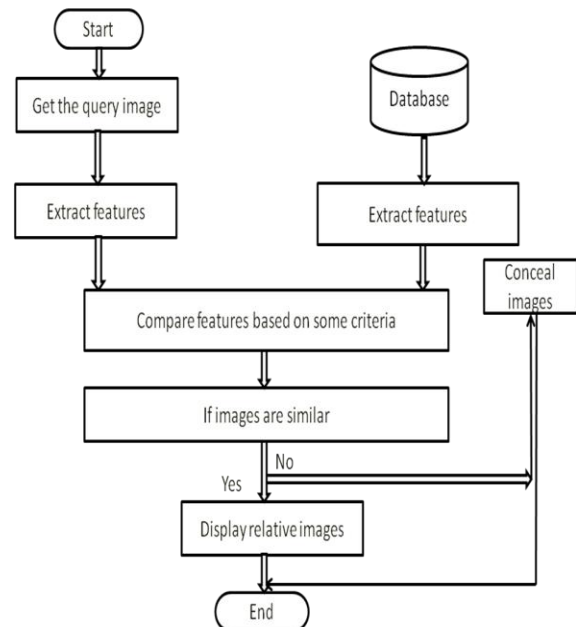 Start
Get the query image
Database
Extract features
Extract features
Conceal
images
Compare features based on some criteria
If images are similar
No
Yes
Display relative images
End